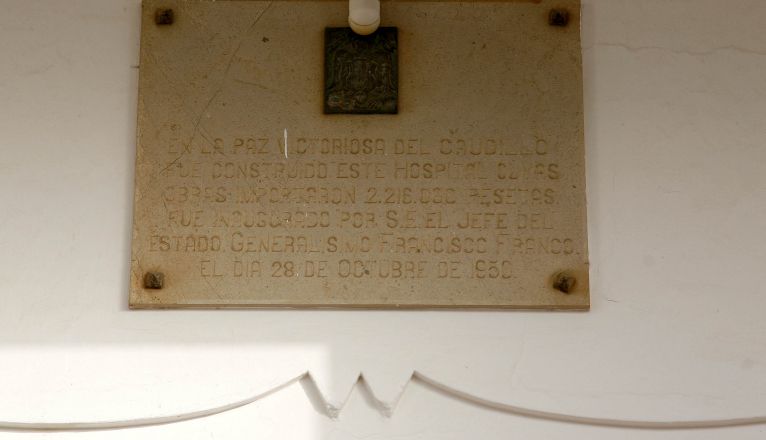 EN LA PAZ VICTORIOSA DEL CAUDILLO
FUE CONSTRUIDO ESTE HOSPITAL CUYAS
OBRAS IMPORTARON 2.216.000 PESETAS.
FUE INAUGURADO POR S.E. EL JEFE DEL
ESTADO, GENERALISIMO FRANCISCO FRANCO.
EL DIA 28 DE OCTUBRE DE 1950.